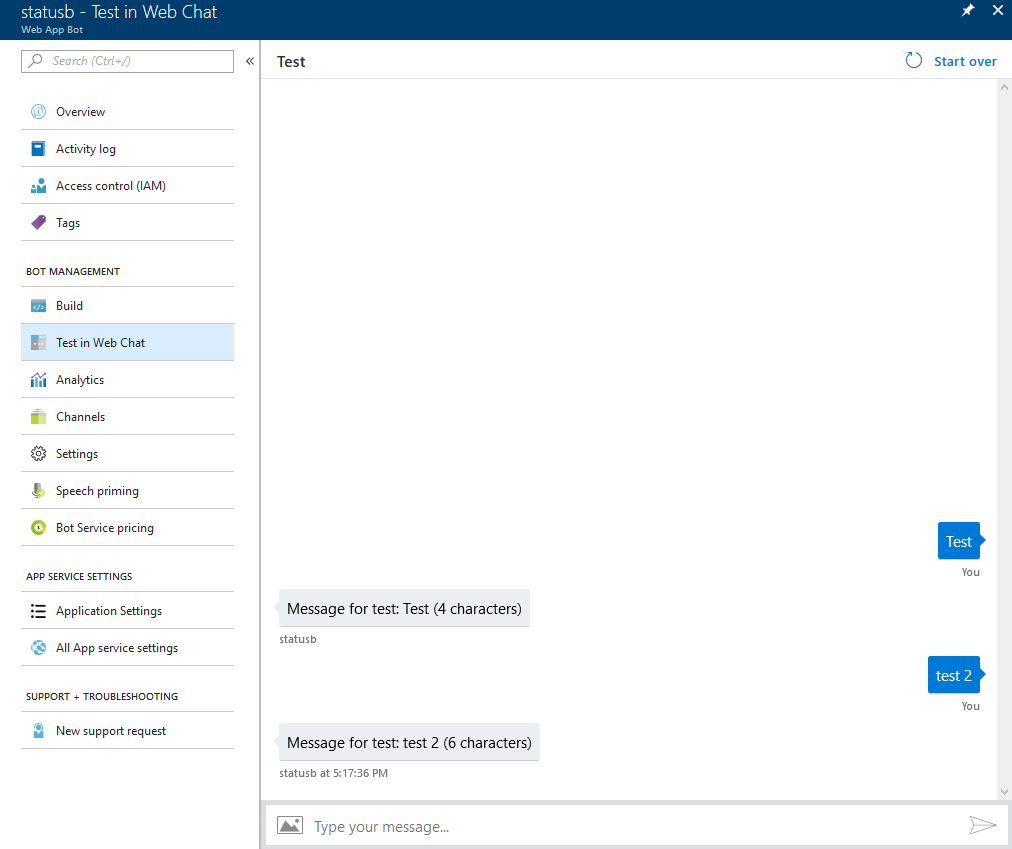 statusb - Test in Web Chat
Web App Bot
Search (Ctrl+/)
«
Overview
Activity log
Access control (IAM)
Tags
BOT MANAGEMENT
Build
Test in Web Chat
Analytics
Channels
Settings
Speech priming
Bot Service pricing
APP SERVICE SETTINGS
Application Settings
All App service settings
SUPPORT + TROUBLESHOOTING
New support request
Test
Start over
Test
You
Message for test: Test (4 characters)
statusb
test 2
You
Message for test: test 2 (6 characters)
statusb at 5:17:36 PM
Type your message...